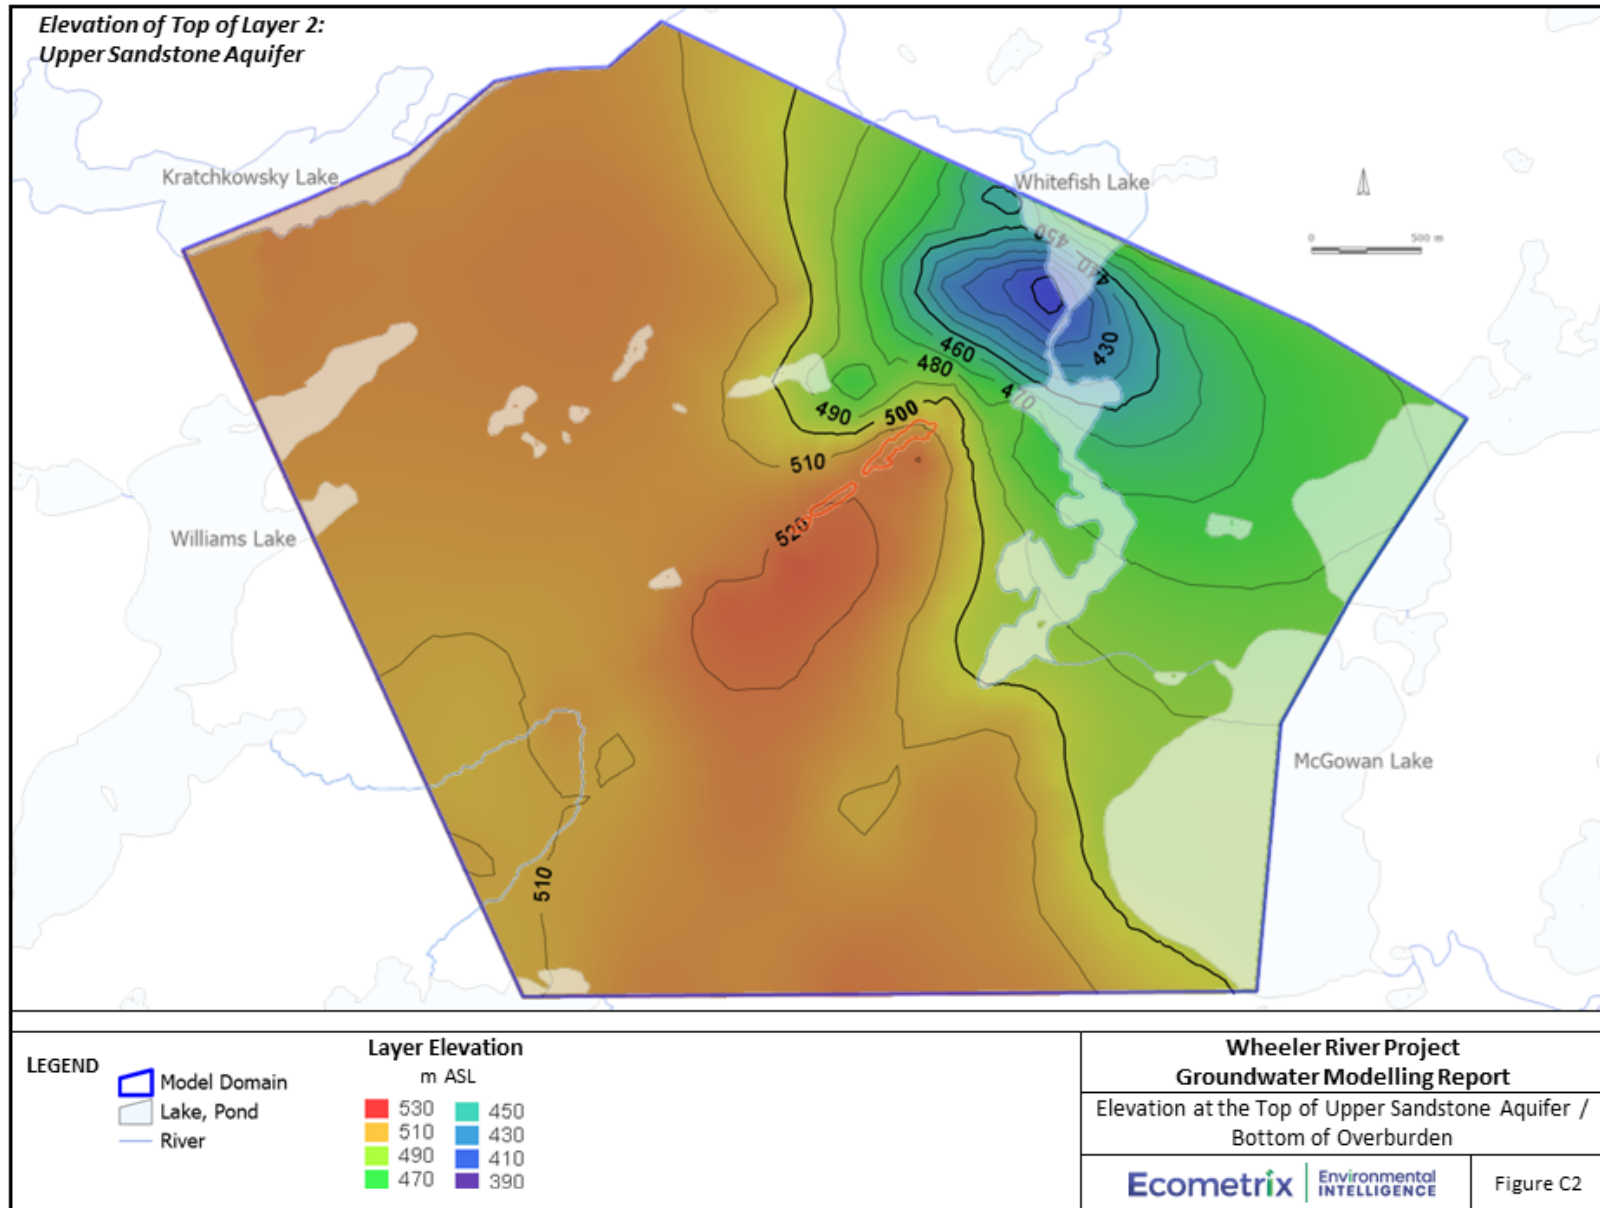 Elevation of Top of Layer 2:
Upper Sandstone Aquifer
Kratchkowsky Lake
Whitefish Lake
0 500 m
450
440
430
460
480
470
490
500
510
520
Williams Lake
McGowan Lake
510
LEGEND
Model Domain
Lake, Pond
River
Layer Elevation
m ASL
530 450
510 430
490 410
470 390
Wheeler River Project
Groundwater Modelling Report
Elevation at the Top of Upper Sandstone Aquifer /
Bottom of Overburden
Ecometrix Environmental
INTELLIGENCE
Figure C2